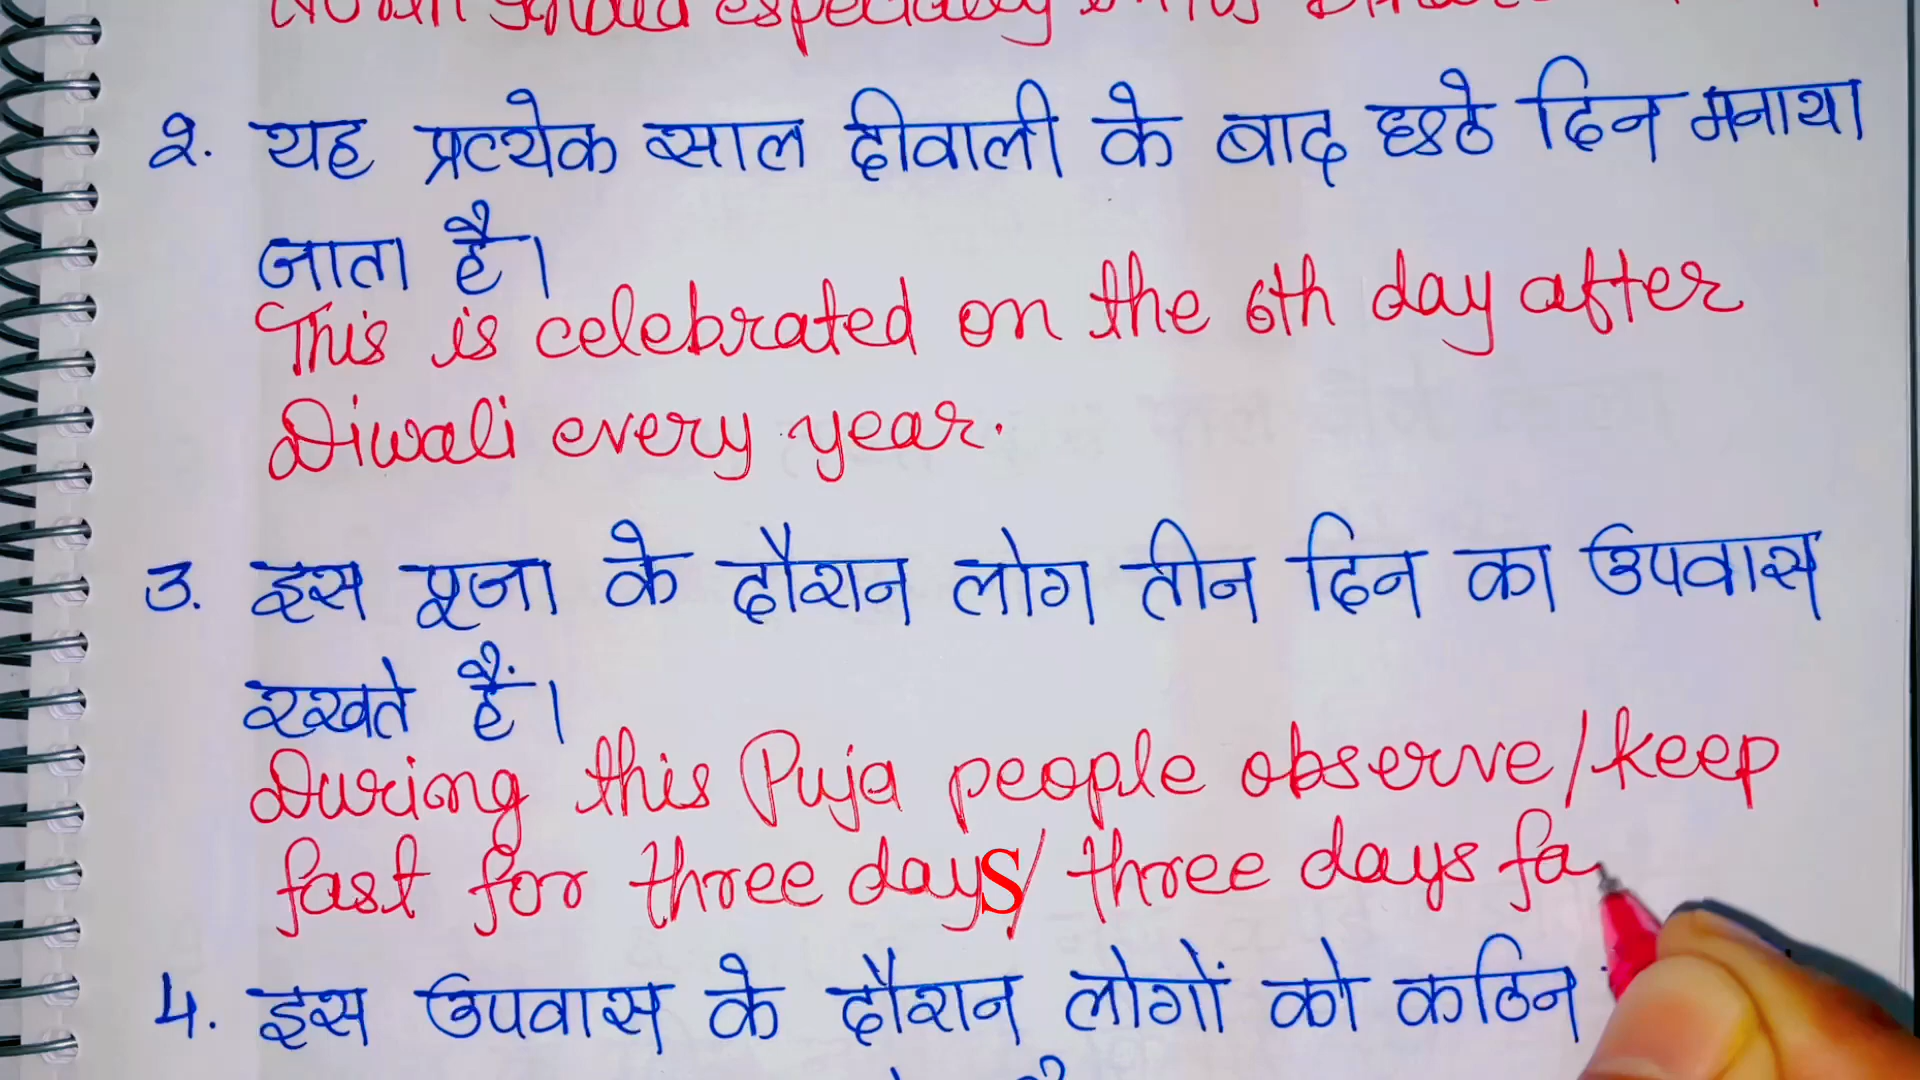 especially
2. यह प्रत्येक साल दीवाली के बाद छठे दिन मनाया
जाता है।
This is celebrated on the 6th day after
Diwali every year.
3. इस पूजा के दौरान लोग तीन दिन का उपवास
रखते हैं।
During this Puja people observe/keep
fast for three days/ three days fa
4. इस उपवास के दौरान लोगों को कठिन